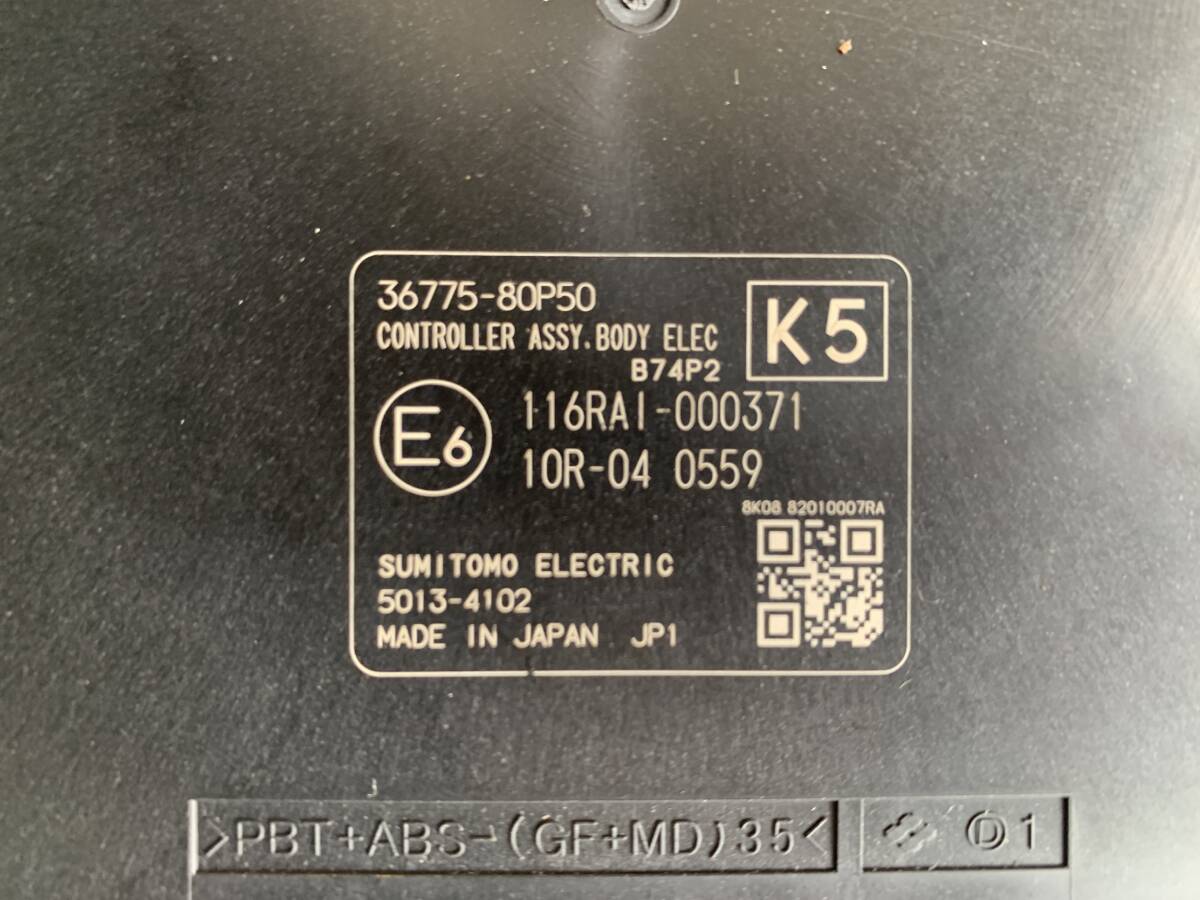 36775-80P50
CONTROLLER ASSY.BODY ELEC
K5
B74P2
E6
116RAI-000371
10R-04 0559
8K08 82010007RA
SUMITOMO ELECTRIC
5013-4102
MADE IN JAPAN JP1
>PBT+ABS-(GF+MD)35<
D 1